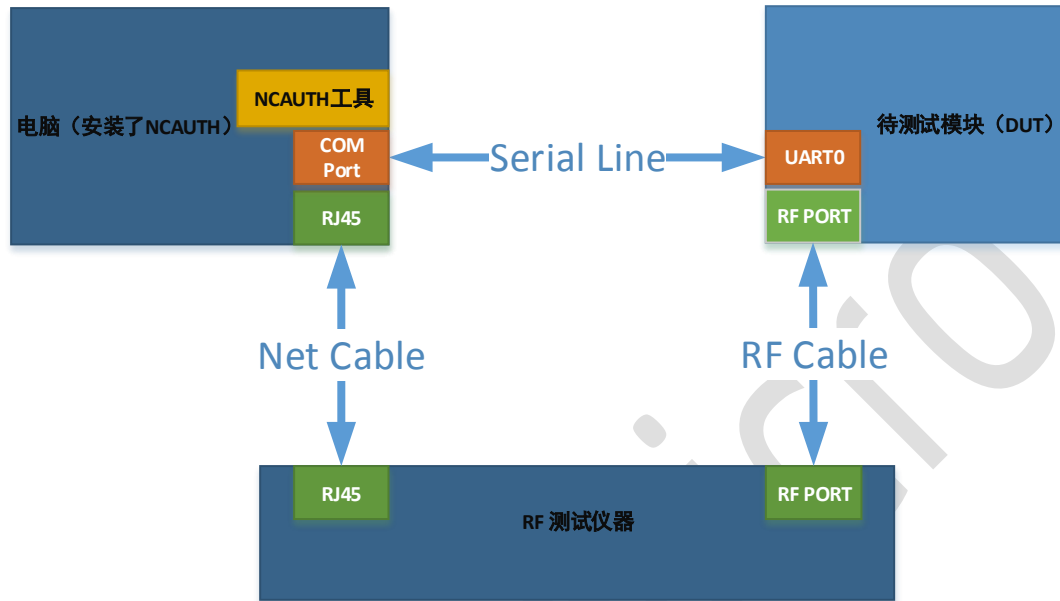 NCAUTH工具
电脑（安装了NCAUTH）
COM
Port
RJ45
Serial Line
待测试模块（DUT）
UART0
RF PORT
Net Cable
RF Cable
RJ45
RF PORT
RF 测试仪器